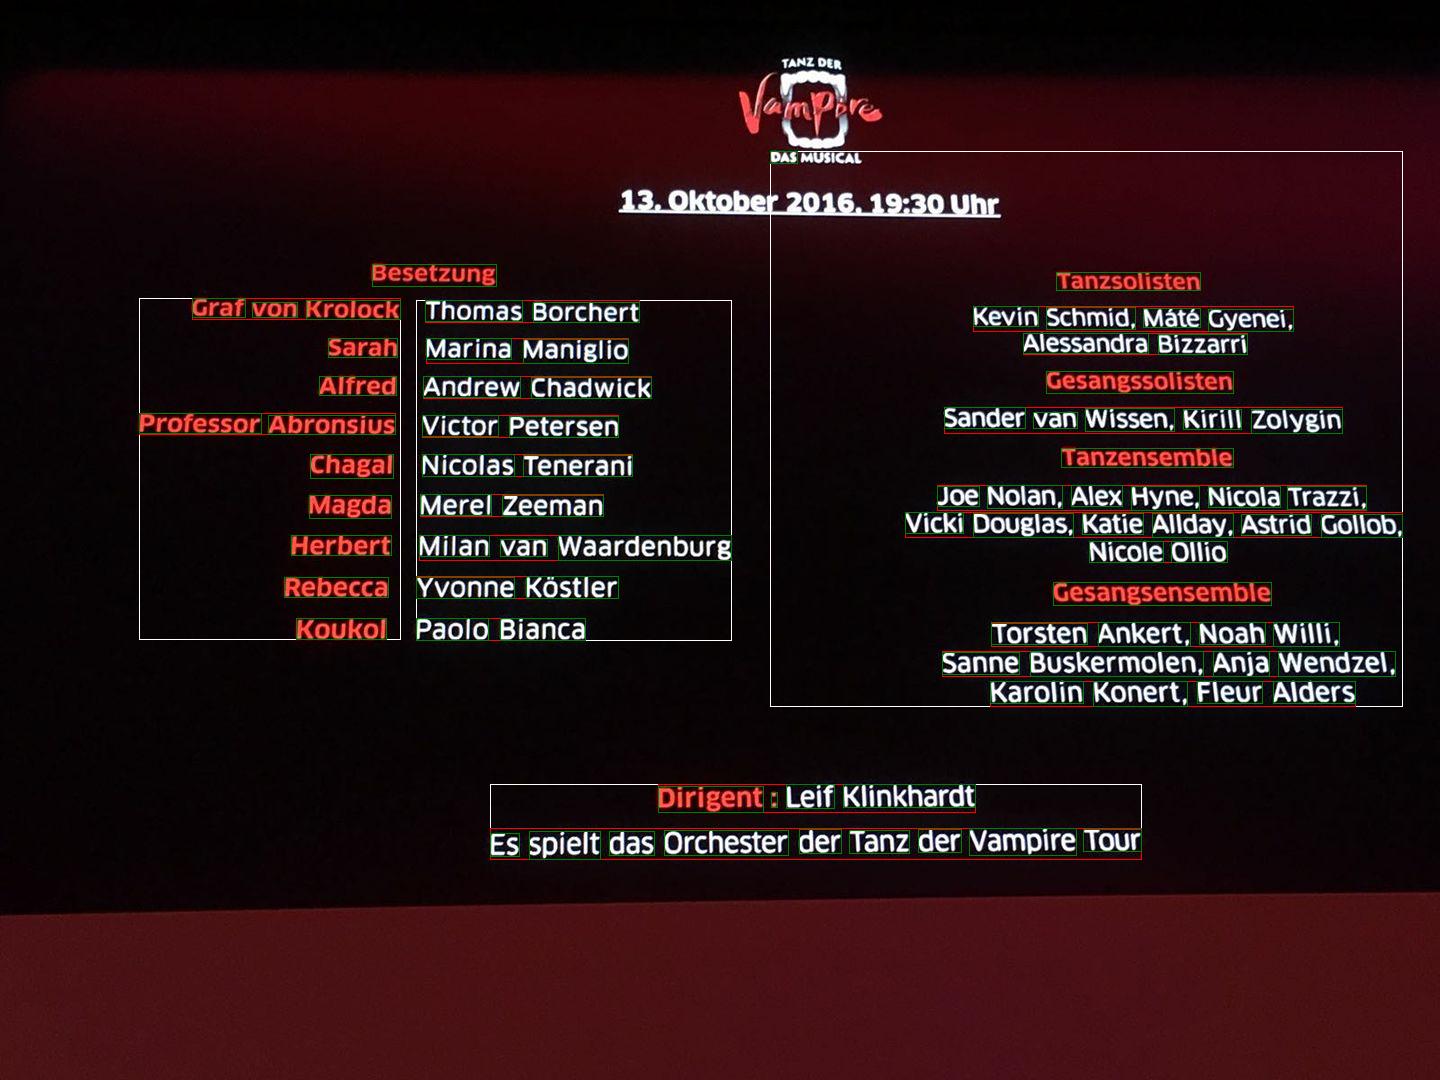 TANZ DER
Vampire
DAS MUSICAL
13. Oktober 2016, 19:30 Uhr
Besetzung
Graf von Krolock Thomas Borchert
Sarah Marina Maniglio
Alfred Andrew Chadwick
Professor Abronsius Victor Petersen
Chagal Nicolas Tenerani
Magda Merel Zeeman
Herbert Milan van Waardenburg
Rebecca Yvonne Köstler
Koukol Paolo Bianca
Tanzsolisten
Kevin Schmid, Máté Gyenei,
Alessandra Bizzarri
Gesangssolisten
Sander van Wissen, Kirill Zolygin
Tanzensemble
Joe Nolan, Alex Hyne, Nicola Trazzi,
Vicki Douglas, Katie Allday, Astrid Gollob,
Nicole Ollio
Gesangsensemble
Torsten Ankert, Noah Willi,
Sanne Buskermolen, Anja Wendzel,
Karolin Konert, Fleur Alders
Dirigent : Leif Klinkhardt
Es spielt das Orchester der Tanz der Vampire Tour